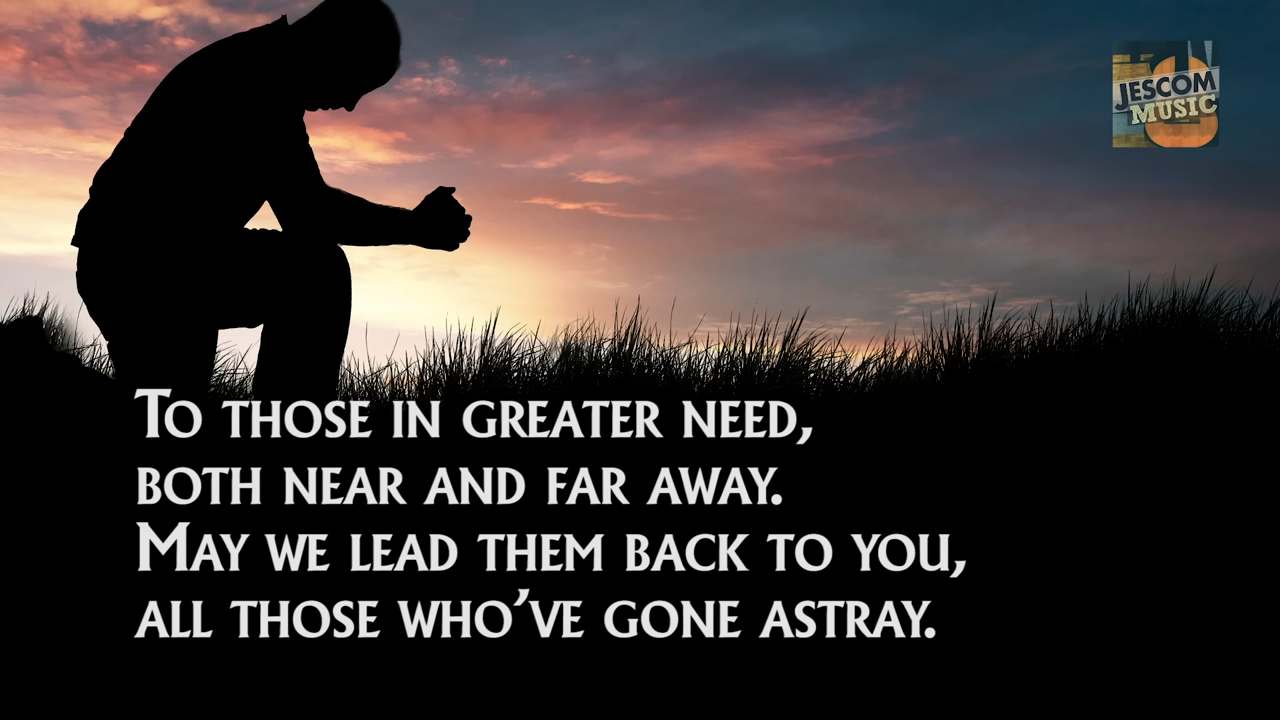 JESCOM
MUSIC
To those in greater need,
both near and far away.
May we lead them back to you,
all those who've gone astray.